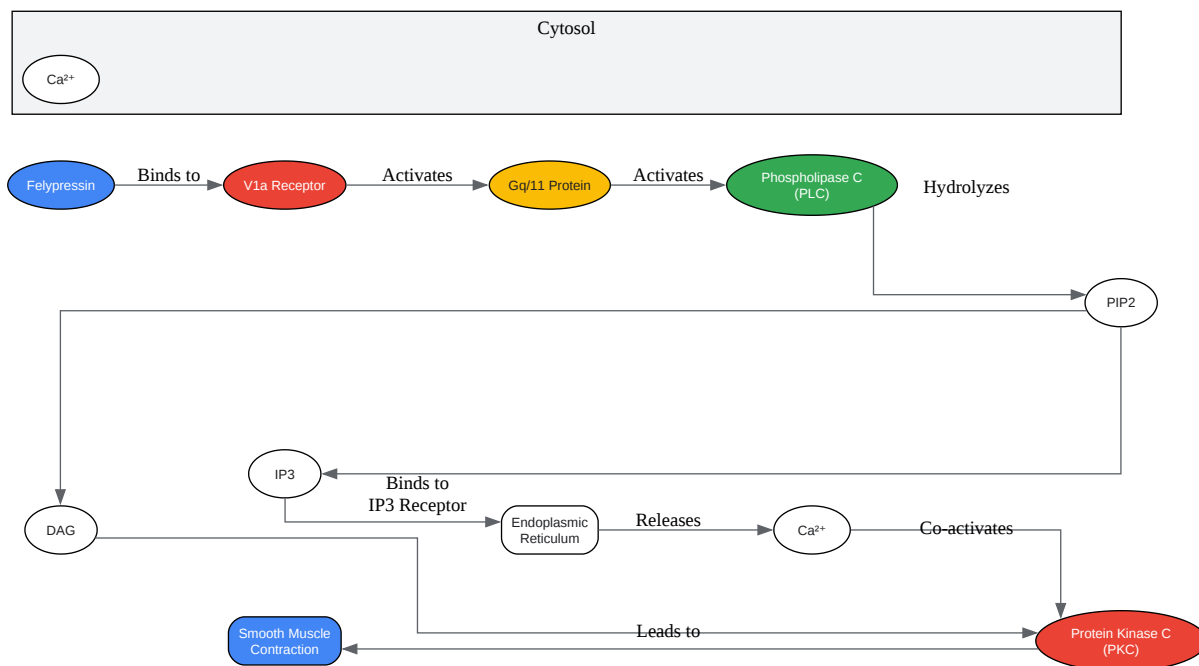 Cytosol
Ca²⁺
Felypressin
Binds to
V1a Receptor
Activates
Gq/11 Protein
Activates
Phospholipase C
(PLC)
Hydrolyzes
PIP2
IP3
Binds to
IP3 Receptor
DAG
Endoplasmic
Reticulum
Releases
Ca²⁺
Co-activates
Smooth Muscle
Contraction
Leads to
Protein Kinase C
(PKC)